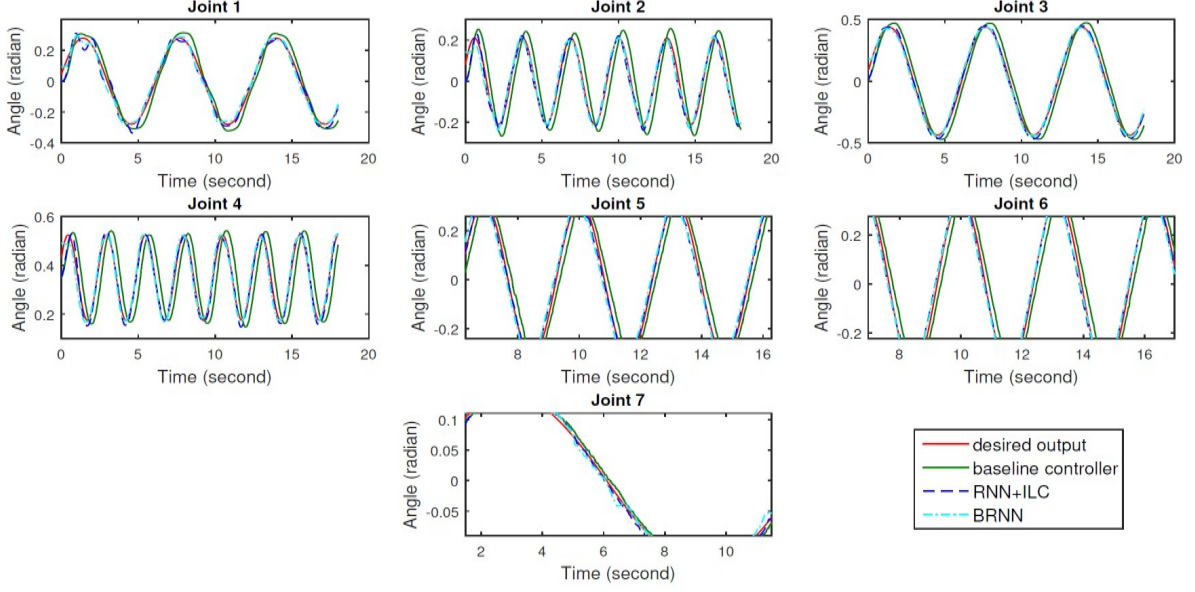 Joint 1
Angle (radian)
0.2
0
-0.2
-0.4
0 5 10 15 20
Time (second)
Joint 2
Angle (radian)
0.2
0
-0.2
0 5 10 15 20
Time (second)
Joint 3
Angle (radian)
0.5
0
-0.5
0 5 10 15 20
Time (second)
Joint 4
Angle (radian)
0.6
0.4
0.2
0 5 10 15 20
Time (second)
Joint 5
Angle (radian)
0.2
0
-0.2
8 10 12 14 16
Time (second)
Joint 6
Angle (radian)
0.2
0
-0.2
8 10 12 14 16
Time (second)
Joint 7
Angle (radian)
0.1
0.05
0
-0.05
2 4 6 8 10
Time (second)
desired output
baseline controller
RNN+ILC
BRNN